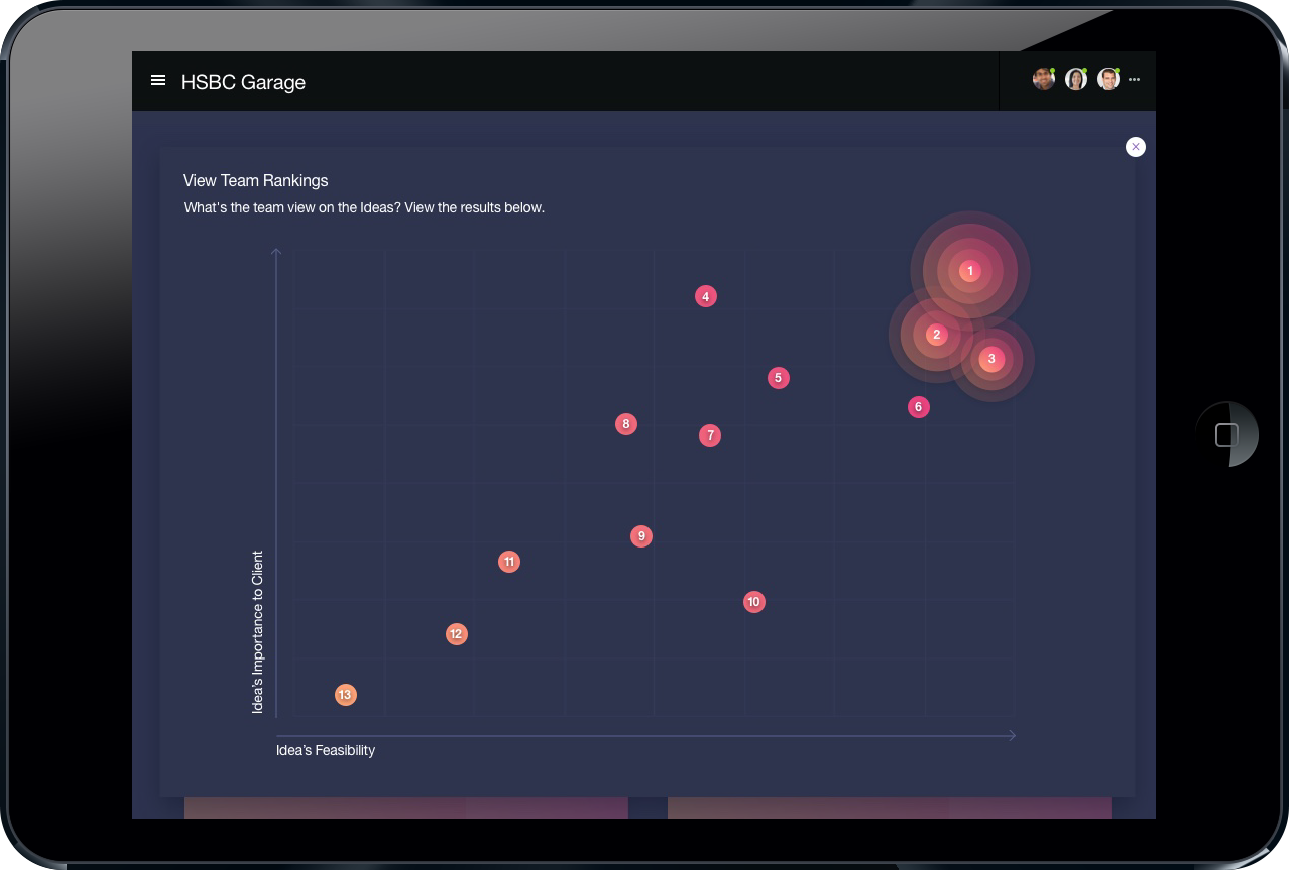 HSBC Garage
View Team Rankings
What's the team view on the Ideas? View the results below.
1
4
2
3
5
6
8
7
9
11
10
12
13
Idea's Importance to Client
Idea's Feasibility